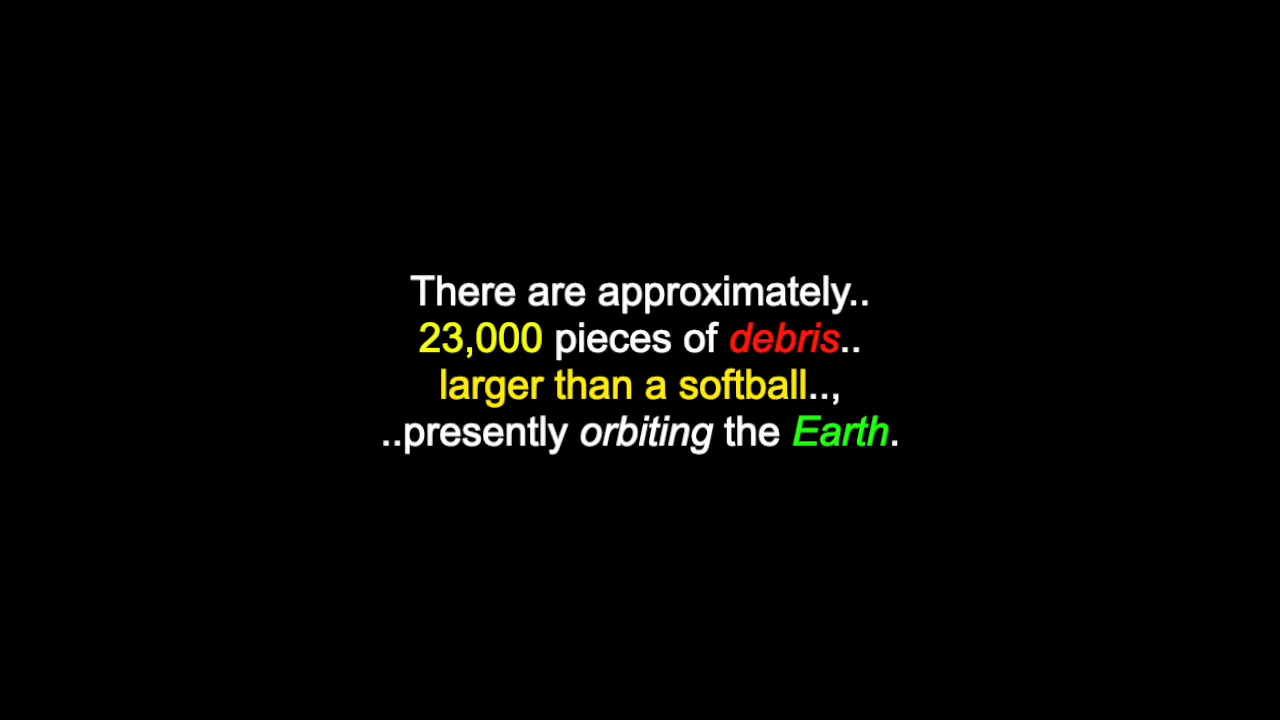 There are approximately..
23,000 pieces of debris..
larger than a softball..,
..presently orbiting the Earth.